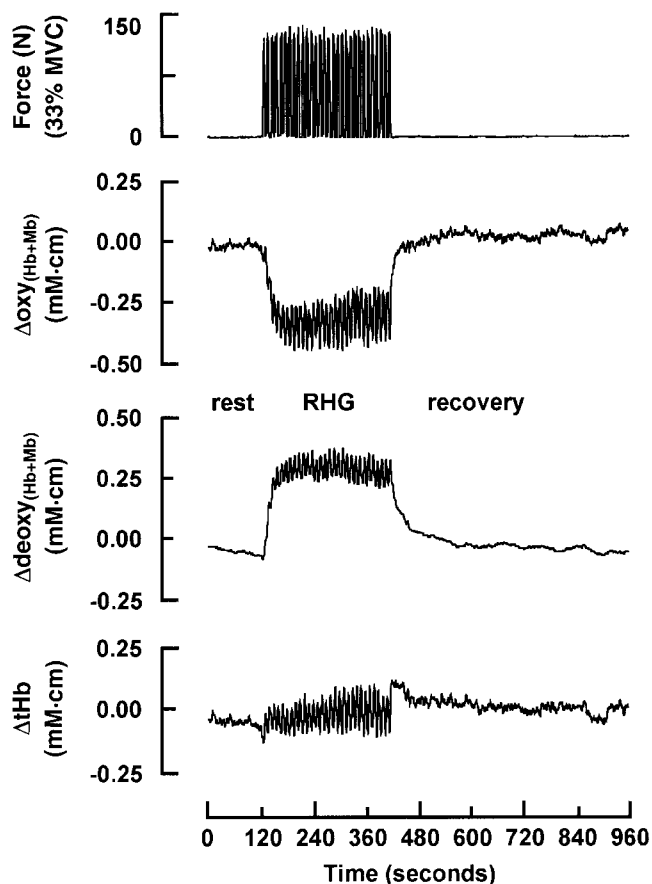 Force (N)
(33% MVC)
150
0
Δoxy(Hb+Mb)
(mM·cm)
0.25
0.00
-0.25
-0.50
rest RHG recovery
Δdeoxy(Hb+Mb)
(mM·cm)
0.50
0.25
0.00
-0.25
ΔtHb
(mM·cm)
0.25
0.00
-0.25
0 120 240 360 480 600 720 840 960
Time (seconds)